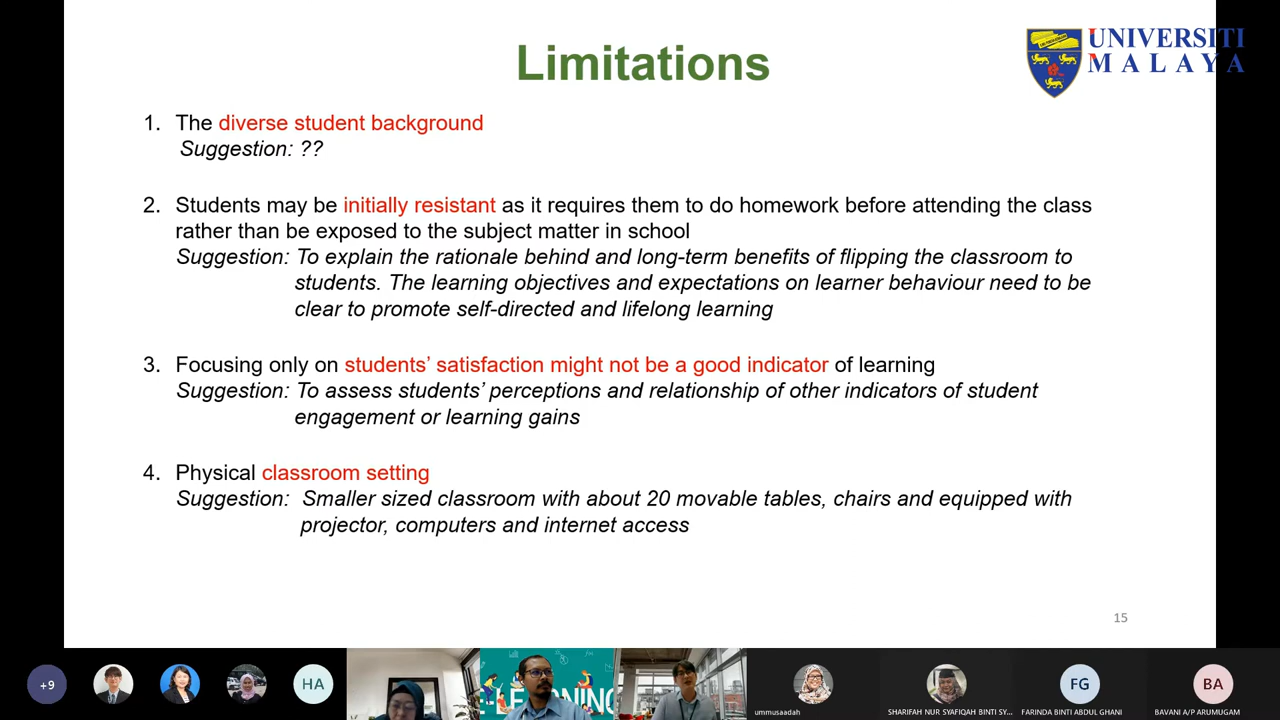 Limitations
UNIVERSITI
MALAYA
1. The diverse student background
Suggestion: ??
2. Students may be initially resistant as it requires them to do homework before attending the class
rather than be exposed to the subject matter in school
Suggestion: To explain the rationale behind and long-term benefits of flipping the classroom to
students. The learning objectives and expectations on learner behaviour need to be
clear to promote self-directed and lifelong learning
3. Focusing only on students' satisfaction might not be a good indicator of learning
Suggestion: To assess students' perceptions and relationship of other indicators of student
engagement or learning gains
4. Physical classroom setting
Suggestion: Smaller sized classroom with about 20 movable tables, chairs and equipped with
projector, computers and internet access
15
+9
HA
FG
BA
ummusaadah
SHARIFAH NUR SYAFIQAH BINTI SY...
FARINDA BINTI ABDUL GHANI
BAVANI A/P ARUMUGAM